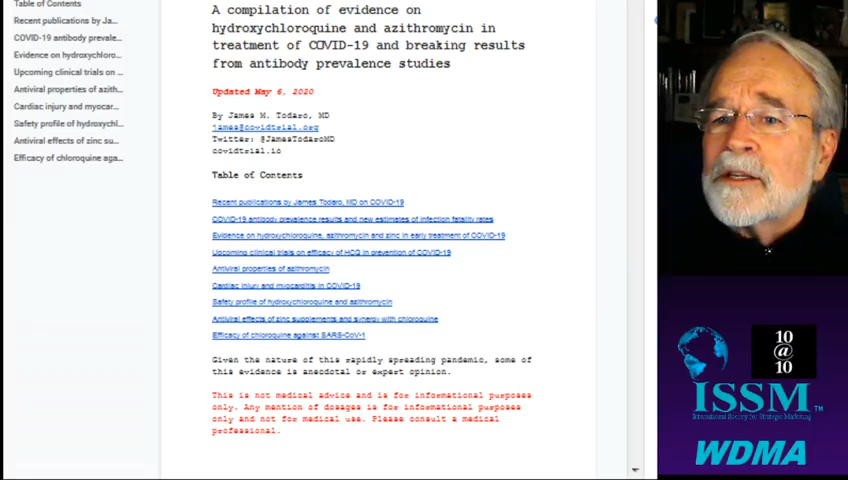 Table of Contents
Recent publications by Ja...
COVID-19 antibody prevale...
Evidence on hydroxychloro...
Upcoming clinical trials on ...
Antiviral properties of azith...
Cardiac injury and myocar...
Safety profile of hydroxychl...
Antiviral effects of zinc su...
Efficacy of chloroquine aga...
A compilation of evidence on
hydroxychloroquine and azithromycin in
treatment of COVID-19 and breaking results
from antibody prevalence studies
Updated May 6, 2020
By James M. Todaro, MD
james@covidtrial.org
Twitter: @JamesTodaroMD
covidtrial.io
Table of Contents
Recent publications by James Todaro, MD on COVID-19
COVID-19 antibody prevalence results and new estimates of infection fatality rates
Evidence on hydroxychloroquine, azithromycin and zinc in early treatment of COVID-19
Upcoming clinical trials on efficacy of HCQ in prevention of COVID-19
Antiviral properties of azithromycin
Cardiac injury and myocarditis in COVID-19
Safety profile of hydroxychloroquine and azithromycin
Antiviral effects of zinc supplements and synergy with chloroquine
Efficacy of chloroquine against SARS-CoV-1
Given the nature of this rapidly spreading pandemic, some of
this evidence is anecdotal or expert opinion.
This is not medical advice and is for informational purposes
only. Any mention of dosages is for informational purposes
only and not for medical use. Please consult a medical
professional.
10
@
10
ISSM TM
International Society for Strategic Marketing
WDMA